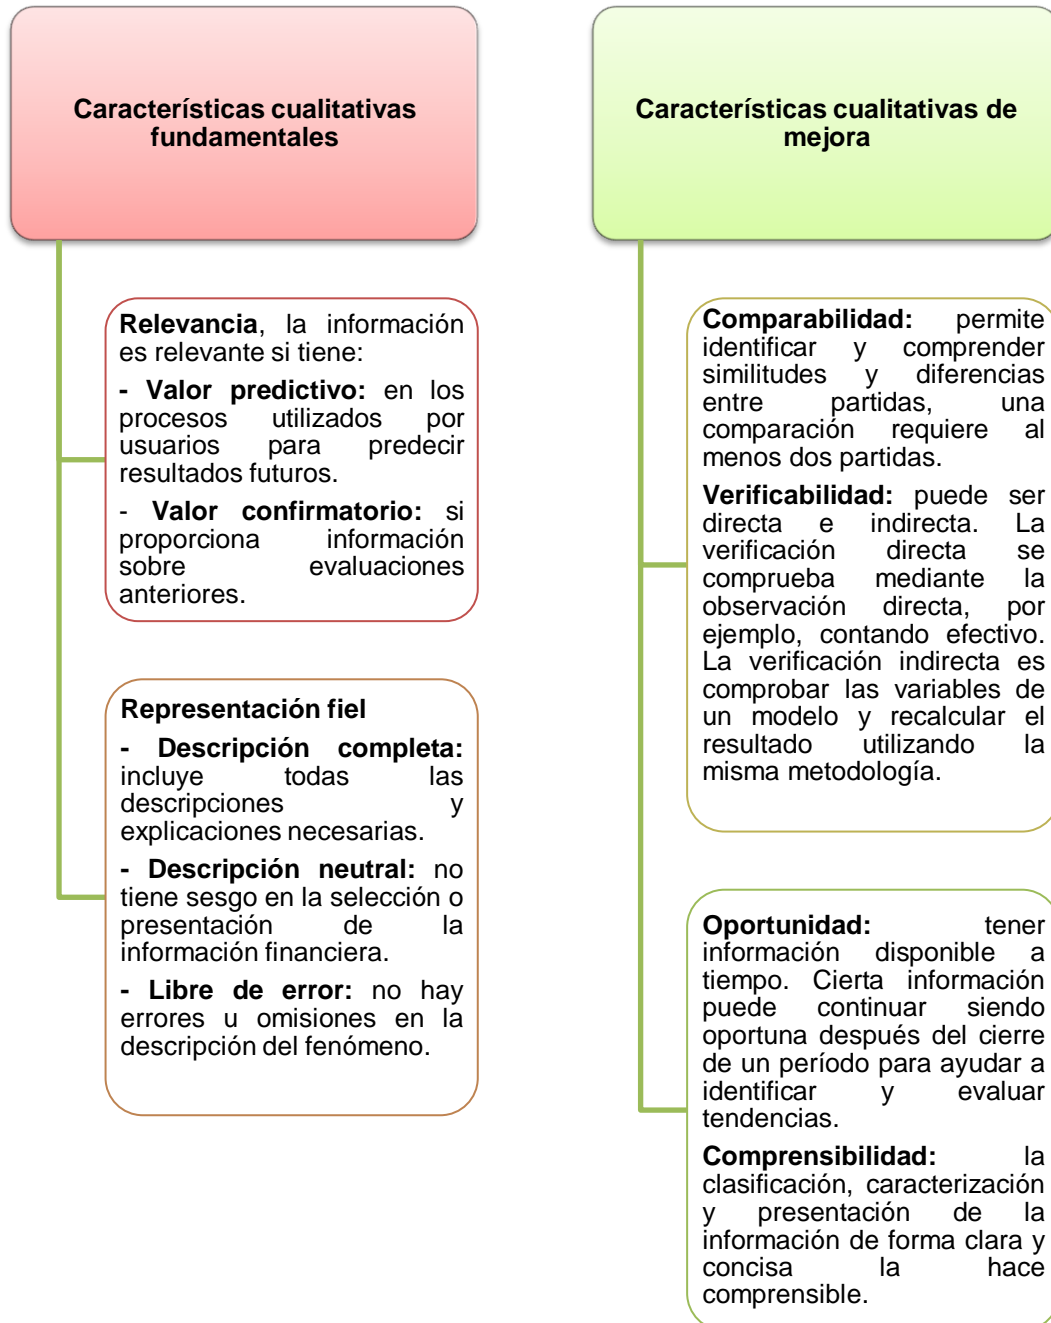 Características cualitativas
fundamentales
Relevancia, la información
es relevante si tiene:
- Valor predictivo: en los
procesos utilizados por
usuarios para predecir
resultados futuros.
- Valor confirmatorio: si
proporciona información
sobre evaluaciones
anteriores.
Representación fiel
- Descripción completa:
incluye todas las
descripciones y
explicaciones necesarias.
- Descripción neutral: no
tiene sesgo en la selección o
presentación de la
información financiera.
- Libre de error: no hay
errores u omisiones en la
descripción del fenómeno.
Características cualitativas de
mejora
Comparabilidad: permite
identificar y comprender
similitudes y diferencias
entre partidas, una
comparación requiere al
menos dos partidas.
Verificabilidad: puede ser
directa e indirecta. La
verificación directa se
comprueba mediante la
observación directa, por
ejemplo, contando efectivo.
La verificación indirecta es
comprobar las variables de
un modelo y recalcular el
resultado utilizando la
misma metodología.
Oportunidad: tener
información disponible a
tiempo. Cierta información
puede continuar siendo
oportuna después del cierre
de un período para ayudar a
identificar y evaluar
tendencias.
Comprensibilidad: la
clasificación, caracterización
y presentación de la
información de forma clara y
concisa la hace
comprensible.